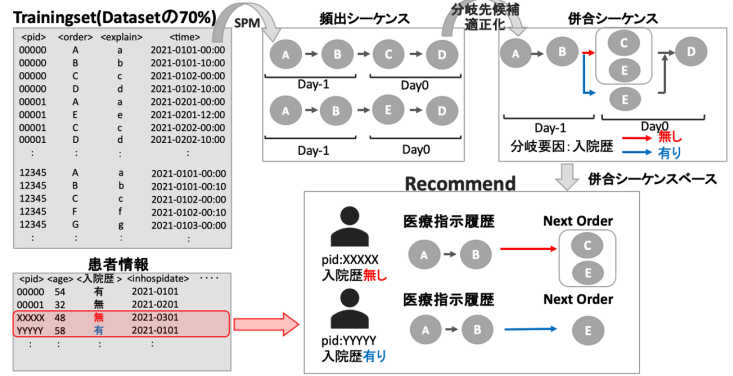 Trainingset(Datasetの70%)
<pid> <order> <explain> <time>
00000 A a 2021-0101-00:00
00000 B b 2021-0101-10:00
00000 C c 2021-0102-00:00
00000 D d 2021-0102-10:00
00001 A a 2021-0201-00:00
00001 E e 2021-0201-12:00
00001 C c 2021-0202-00:00
00001 D d 2021-0202-10:00
: : : :
12345 A a 2021-0101-00:00
12345 B b 2021-0101-00:10
12345 C c 2021-0102-00:00
12345 F f 2021-0102-00:10
12345 G g 2021-0103-00:00
: : : :
SPM
頻出シーケンス
A B C D
Day-1 Day0
A B E D
Day-1 Day0
分岐先候補
適正化
併合シーケンス
A B C E E D
Day-1 Day0
分岐要因：入院歴
無し
有り
併合シーケンスベース
患者情報
<pid> <age> <入院歴> <inhospidate> ････
00000 54 有 2021-0101
00001 32 無 2021-0201
XXXXX 48 無 2021-0301
YYYYY 58 有 2021-0101
: : : :
Recommend
pid:XXXXX
入院歴無し
医療指示履歴
A B
Next Order
C
E
pid:YYYYY
入院歴有り
医療指示履歴
A B
Next Order
E